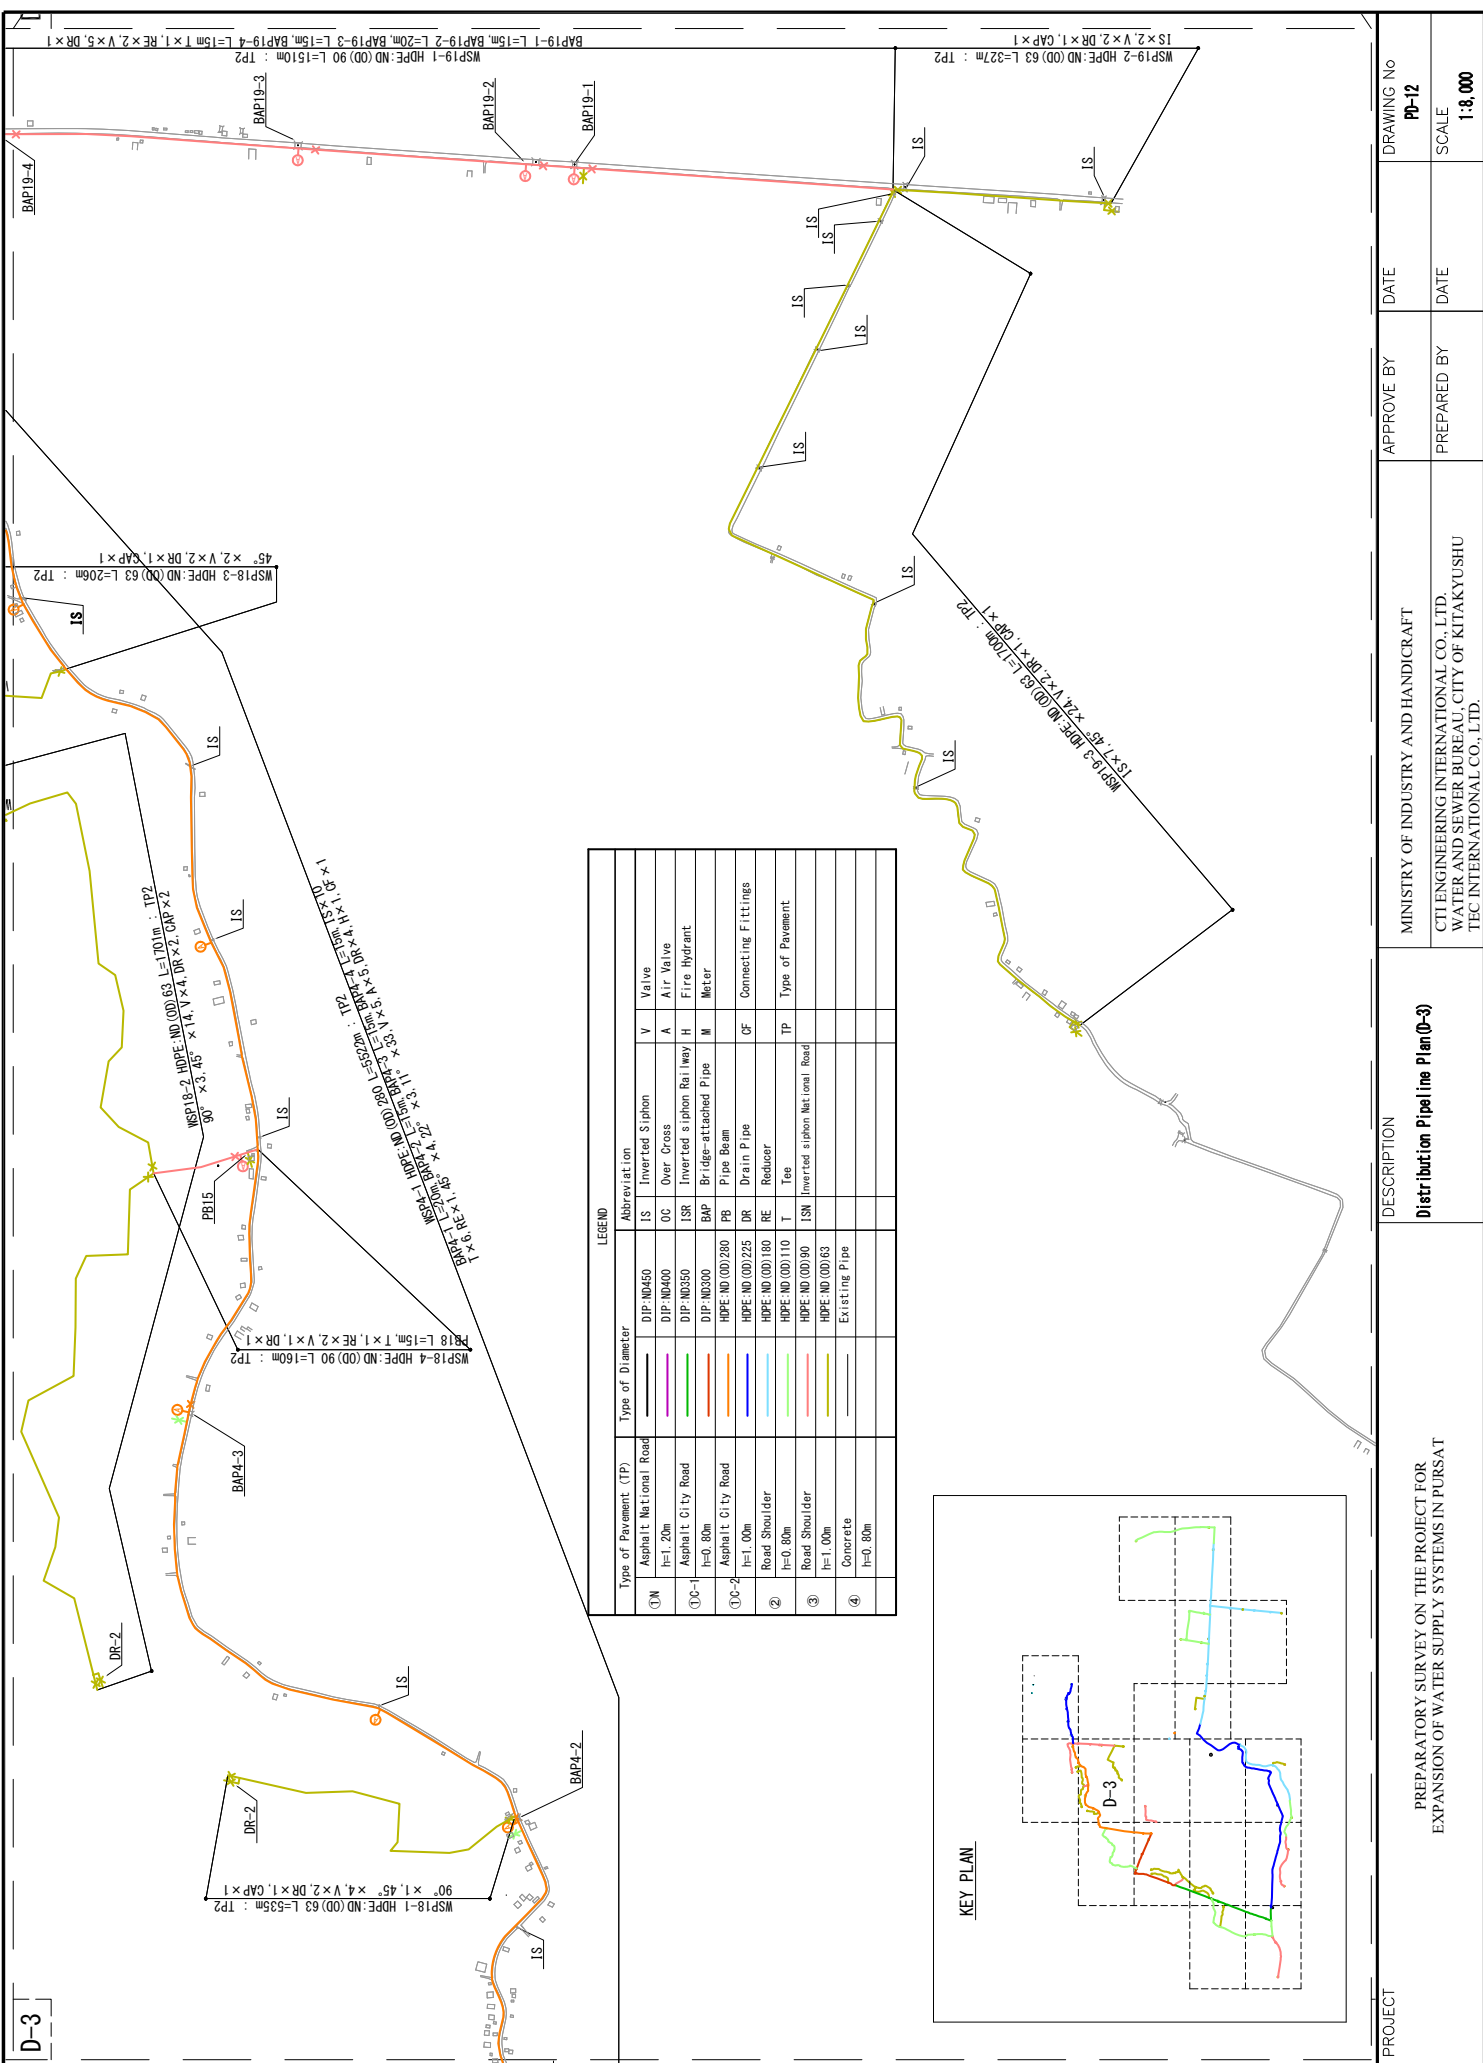 D-3
WSP19-1 HDPE:ND(OD) 90 L=1510m : TP2
BAP19-1 L=15m, BAP19-2 L=20m, BAP19-3 L=15m, BAP19-4 L=15m T×1, RE×2, V×5, DR×1
WSP19-2 HDPE:ND(OD) 63 L=327m : TP2
IS×2, V×2, DR×1, CAP×1
BAP19-4
BAP19-3
BAP19-2
BAP19-1
IS
IS
IS
IS
IS
IS
IS
IS
IS
WSP19-3 HDPE:ND(OD) 63 L=1700m : TP2
IS×7, 45° ×24, V×2, DR×1, CAP×1
WSP18-3 HDPE:ND(OD) 63 L=206m : TP2
45° ×2, V×2, DR×1, CAP×1
IS
IS
IS
IS
WSP18-2 HDPE:ND(OD) 63 L=1701m : TP2
90° ×3, 45° ×14, V×4, DR×2, CAP×2
WSP4-1 HDPE:ND(OD) 280 L=5522m : TP2
BAP4-1 L=20m, BAP4-2 L=15m, BAP4-3 L=15m, BAP4-4 L=15m, IS×10
T×6, RE×1, 45° ×4, 22° ×3, 11° ×33, V×5, A×5, DR×4, H×1, CF×1
PB15
WSP18-4 HDPE:ND(OD) 90 L=160m : TP2
PB18 L=15m, T×1, RE×2, V×1, DR×1
BAP4-3
DR-2
IS
BAP4-2
DR-2
WSP18-1 HDPE:ND(OD) 63 L=535m : TP2
90° ×1, 45° ×4, V×2, DR×1, CAP×1
IS
LEGEND
Type of Pavement (TP) Type of Diameter Abbreviation
①N Asphalt National Road DIP:ND450 IS Inverted Siphon V Valve
h=1.20m DIP:ND400 OC Over Cross A Air Valve
①C-1 Asphalt City Road DIP:ND350 ISR Inverted siphon Railway H Fire Hydrant
h=0.80m DIP:ND300 BAP Bridge-attached Pipe M Meter
①C-2 Asphalt City Road HDPE:ND(OD)280 PB Pipe Beam
h=1.00m HDPE:ND(OD)225 DR Drain Pipe CF Connecting Fittings
② Road Shoulder HDPE:ND(OD)180 RE Reducer
h=0.80m HDPE:ND(OD)110 T Tee TP Type of Pavement
③ Road Shoulder HDPE:ND(OD)90 ISN Inverted siphon National Road
h=1.00m HDPE:ND(OD)63
④ Concrete Existing Pipe
h=0.80m
KEY PLAN
D-3
PROJECT
PREPARATORY SURVEY ON THE PROJECT FOR
EXPANSION OF WATER SUPPLY SYSTEMS IN PURSAT
DESCRIPTION
Distribution Pipeline Plan(D-3)
MINISTRY OF INDUSTRY AND HANDICRAFT
CTI ENGINEERING INTERNATIONAL CO., LTD.
WATER AND SEWER BUREAU, CITY OF KITAKYUSHU
TEC INTERNATIONAL CO., LTD.
APPROVE BY
PREPARED BY
DATE
DATE
DRAWING No
PD-12
SCALE
1:8,000